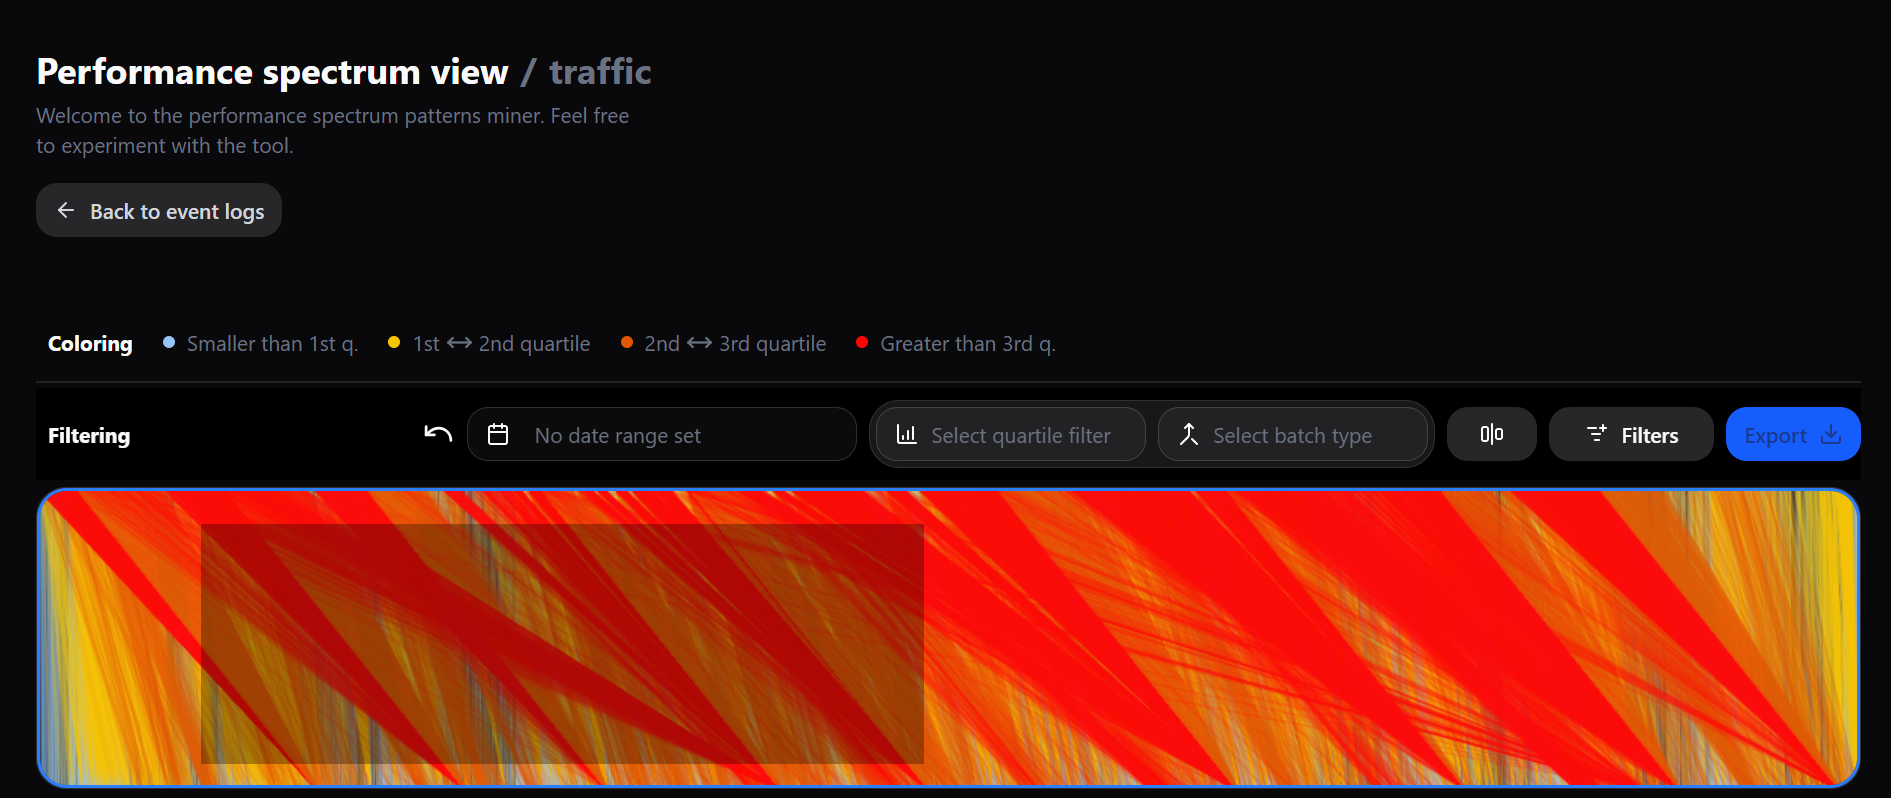 Performance spectrum view / traffic
Welcome to the performance spectrum patterns miner. Feel free
to experiment with the tool.
Back to event logs
Coloring Smaller than 1st q. 1st ↔ 2nd quartile 2nd ↔ 3rd quartile Greater than 3rd q.
Filtering No date range set Select quartile filter Select batch type Filters Export